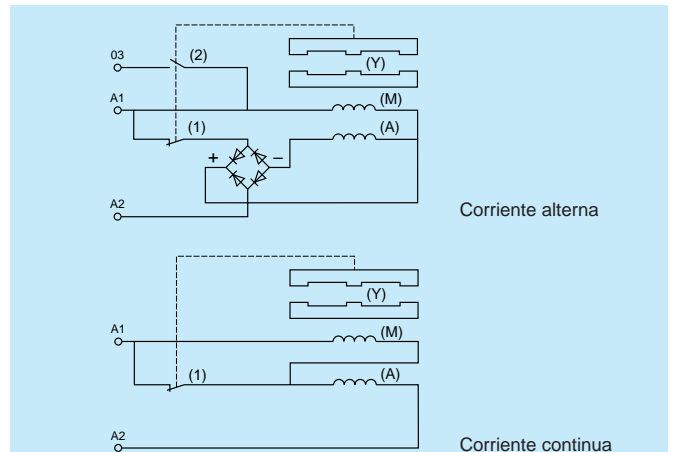 03
(2)
(Y)
A1
(M)
(1)
(A)
+
–
A2
Corriente alterna
(Y)
A1
(M)
(1)
(A)
A2
Corriente continua